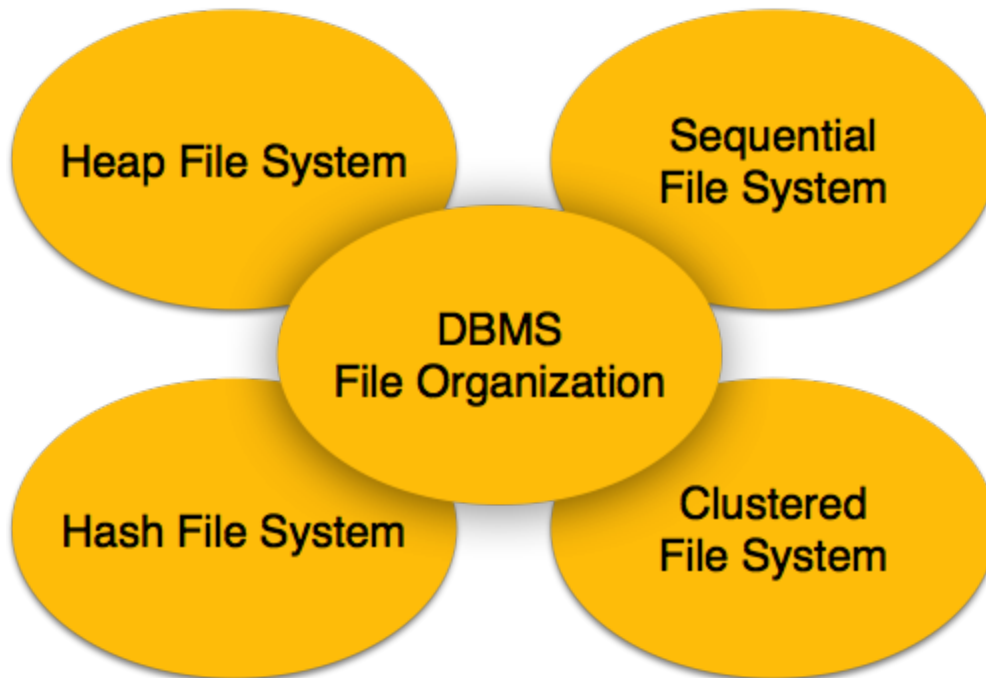 Heap File System
Sequential
File System
DBMS
File Organization
Hash File System
Clustered
File System